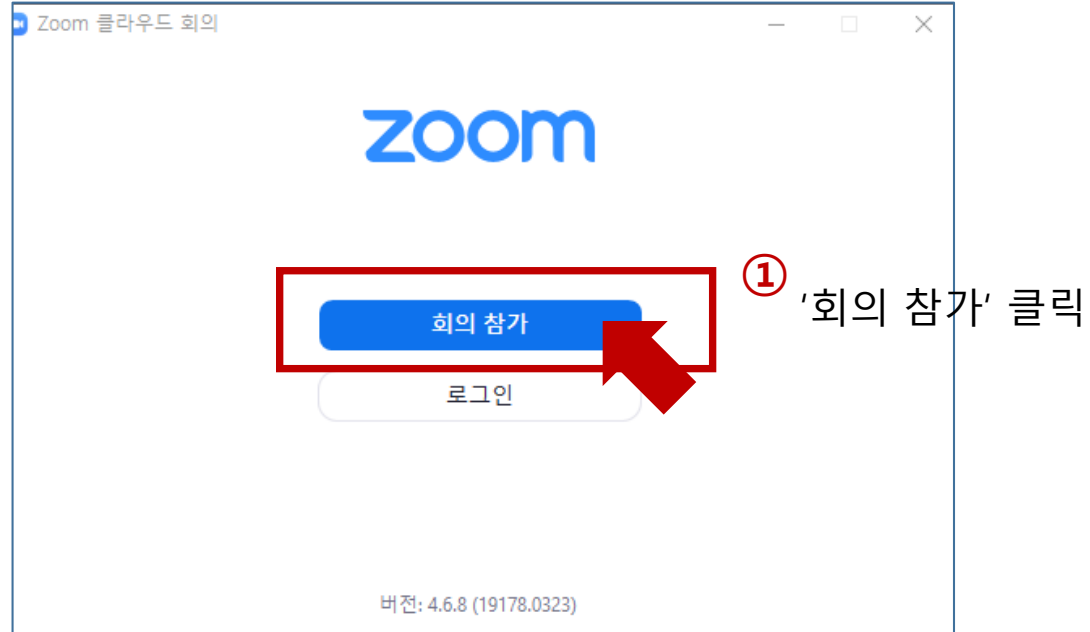 Zoom 클라우드 회의
zoom
①
'회의 참가' 클릭
회의 참가
로그인
버전: 4.6.8 (19178.0323)